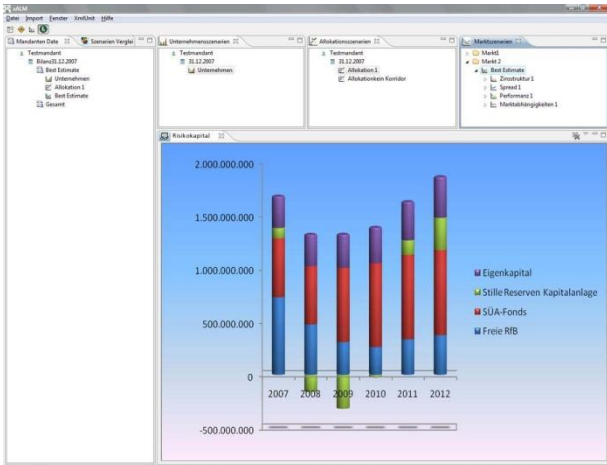 xALM
Datei Import Fenster XmlUnit Hilfe
Mandanten Date
Szenarien Verglei
Unternehmensszenarien
Allokationsszenarien
Marktszenarien
Testmandant
Bilanz31.12.2007
Best Estimate
Unternehmen
Allokation 1
Best Estimate
Gesamt
Testmandant
31.12.2007
Unternehmen
Testmandant
31.12.2007
Allokation 1
Allokationkein Korridor
Markt1
Markt 2
Best Estimate
Zinsstruktur 1
Spread 1
Performanz 1
Marktabhängigkeiten 1
Risikokapital
2.000.000.000
1.500.000.000
1.000.000.000
500.000.000
0
-500.000.000
2007 2008 2009 2010 2011 2012
Eigenkapital
Stille Reserven Kapitalanlage
SÜA-Fonds
Freie RfB